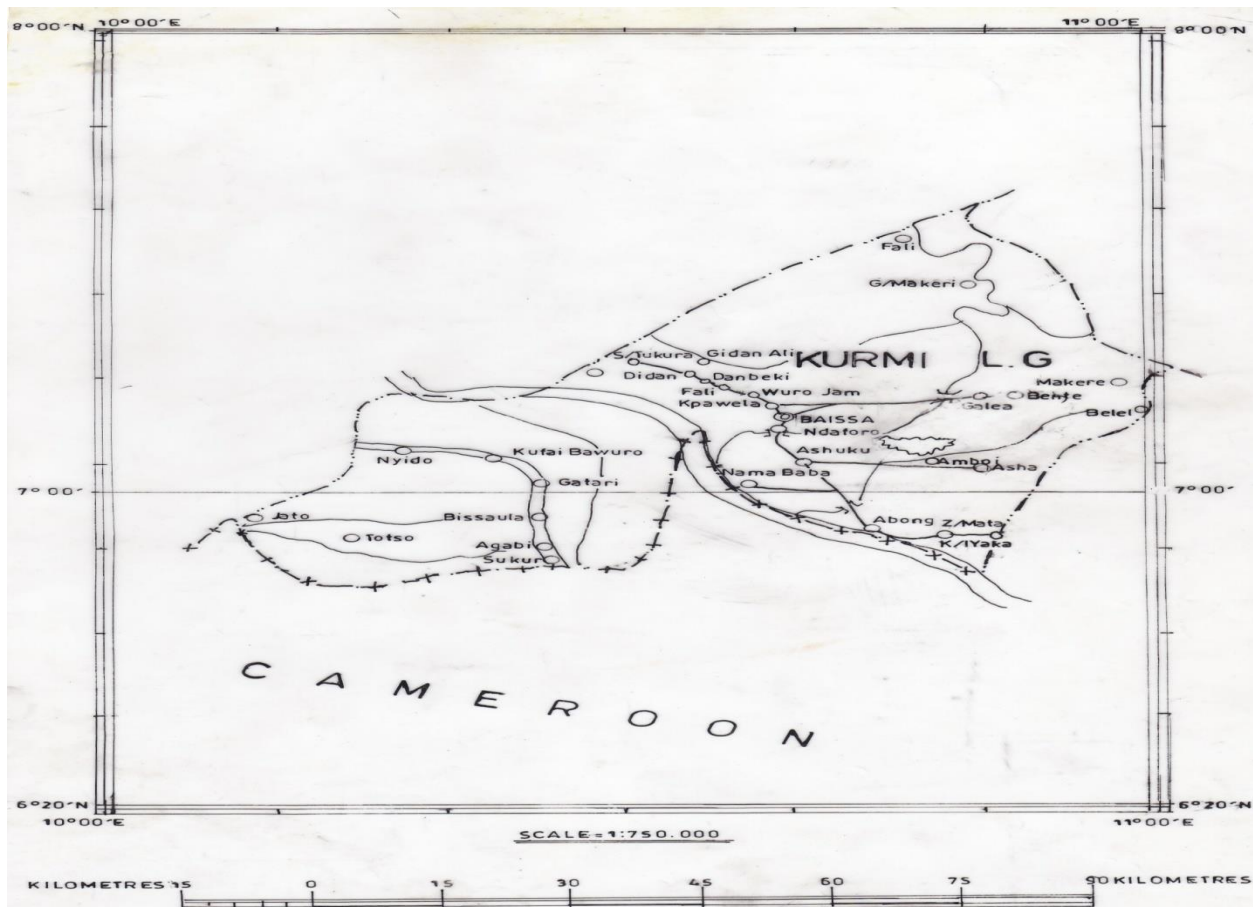 8°00′N 10°00′E 11°00′E 8°00′N
Fali
G/Makeri
S/Tukura Gidan Ali KURMI L.G
Didan Danbeki Makere
Fali Wuro Jam Bente
Kpawela Galea Belel
BAISSA
Ndaforo
Ashuku
Kufai Bawuro Amboi
Nyido Nama Baba Asha
Gatari
7°00′ 7°00′
Jato Bissaula Abong Z/Mata
Totso Agabi K/IYaka
Sukur
CAMEROON
6°20′N 6°20′N
10°00′E 11°00′E
SCALE=1:750.000
KILOMETRES 15 0 15 30 45 60 75 90 KILOMETRES